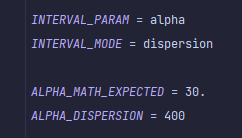 INTERVAL_PARAM = alpha
INTERVAL_MODE = dispersion
ALPHA_MATH_EXPECTED = 30.
ALPHA_DISPERSION = 400